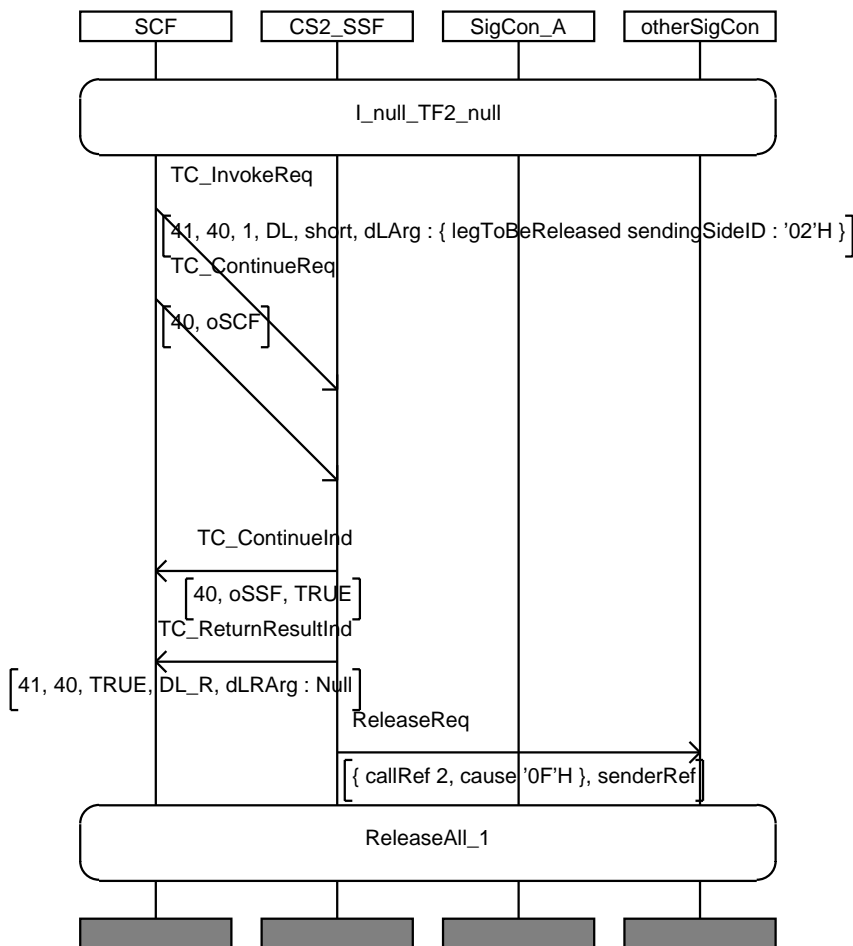 SCF CS2_SSF SigCon_A otherSigCon
I_null_TF2_null
TC_InvokeReq
41, 40, 1, DL, short, dLArg : { legToBeReleased sendingSideID : '02'H }
TC_ContinueReq
40, oSCF
TC_ContinueInd
40, oSSF, TRUE
TC_ReturnResultInd
41, 40, TRUE, DL_R, dLRArg : Null
ReleaseReq
{ callRef 2, cause '0F'H }, senderRef
ReleaseAll_1